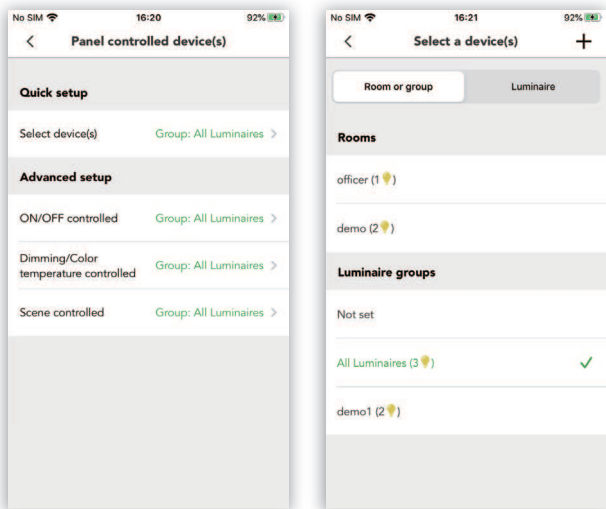 No SIM 16:20 92%
Panel controlled device(s)
Quick setup
Select device(s) Group: All Luminaires
Advanced setup
ON/OFF controlled Group: All Luminaires
Dimming/Color
temperature controlled Group: All Luminaires
Scene controlled Group: All Luminaires
No SIM 16:21 92%
Select a device(s)
Room or group Luminaire
Rooms
officer (1)
demo (2)
Luminaire groups
Not set
All Luminaires (3)
demo1 (2)